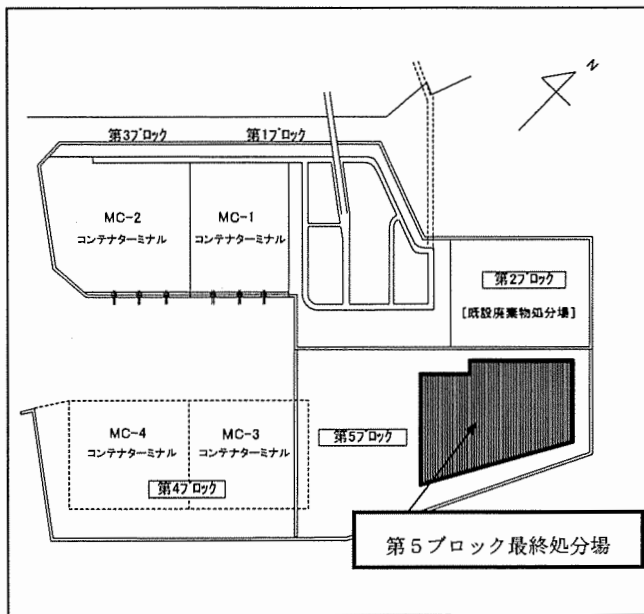 N
第3ブロック
第1ブロック
MC-2
コンテナターミナル
MC-1
コンテナターミナル
第2ブロック
[既設廃棄物処分場]
MC-4
コンテナターミナル
MC-3
コンテナターミナル
第5ブロック
第4ブロック
第５ブロック最終処分場